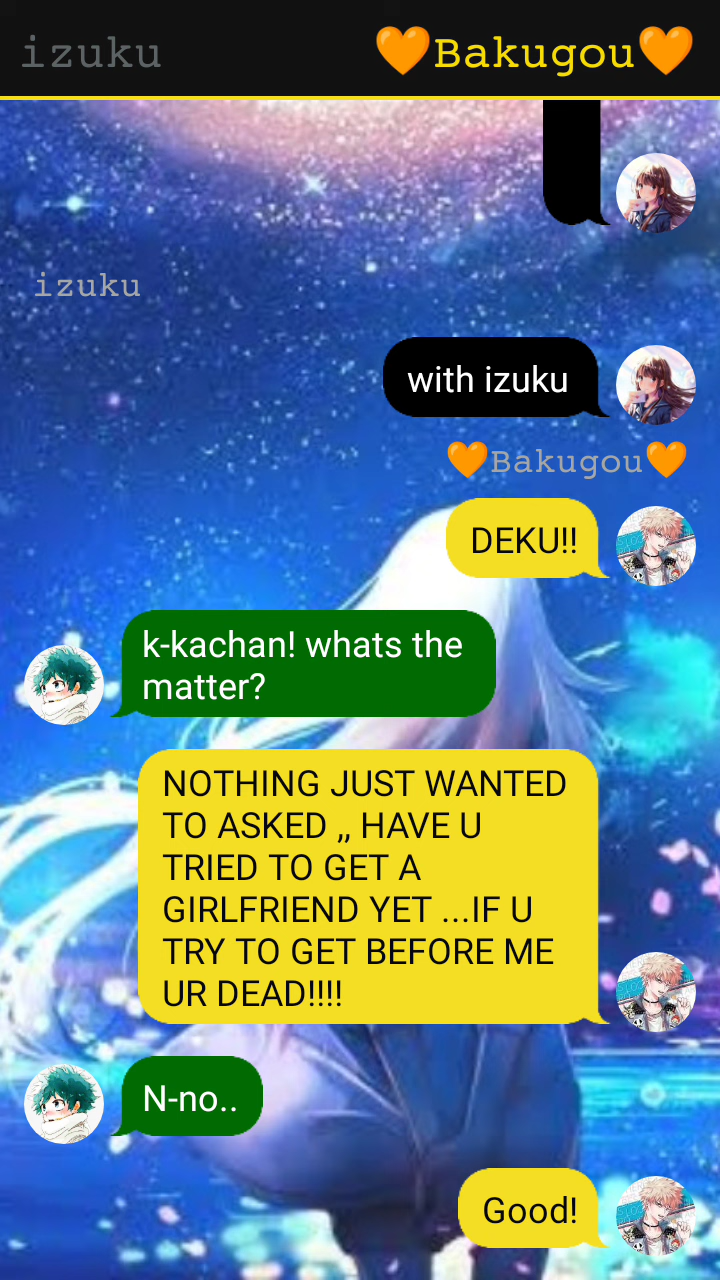 izuku
🧡Bakugou🧡
izuku
with izuku
🧡Bakugou🧡
DEKU!!
k-kachan! whats the
matter?
NOTHING JUST WANTED
TO ASKED ,, HAVE U
TRIED TO GET A
GIRLFRIEND YET ...IF U
TRY TO GET BEFORE ME
UR DEAD!!!!
N-no..
Good!